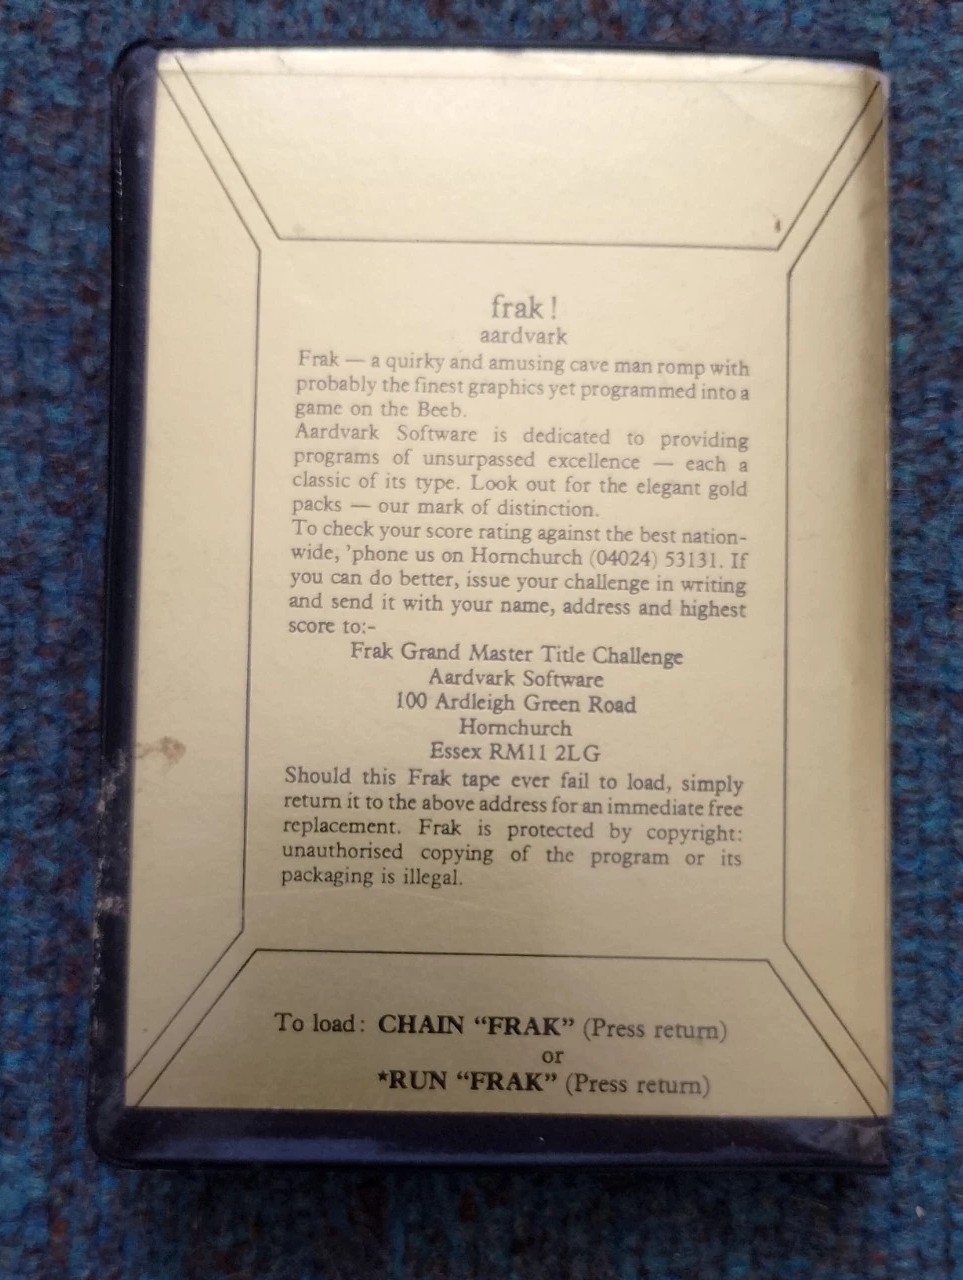 frak!
aardvark
Frak — a quirky and amusing cave man romp with
probably the finest graphics yet programmed into a
game on the Beeb.
Aardvark Software is dedicated to providing
programs of unsurpassed excellence — each a
classic of its type. Look out for the elegant gold
packs — our mark of distinction.
To check your score rating against the best nation-
wide, 'phone us on Hornchurch (04024) 53131. If
you can do better, issue your challenge in writing
and send it with your name, address and highest
score to:-
Frak Grand Master Title Challenge
Aardvark Software
100 Ardleigh Green Road
Hornchurch
Essex RM11 2LG
Should this Frak tape ever fail to load, simply
return it to the above address for an immediate free
replacement. Frak is protected by copyright:
unauthorised copying of the program or its
packaging is illegal.
To load: CHAIN “FRAK” (Press return)
or
*RUN “FRAK” (Press return)